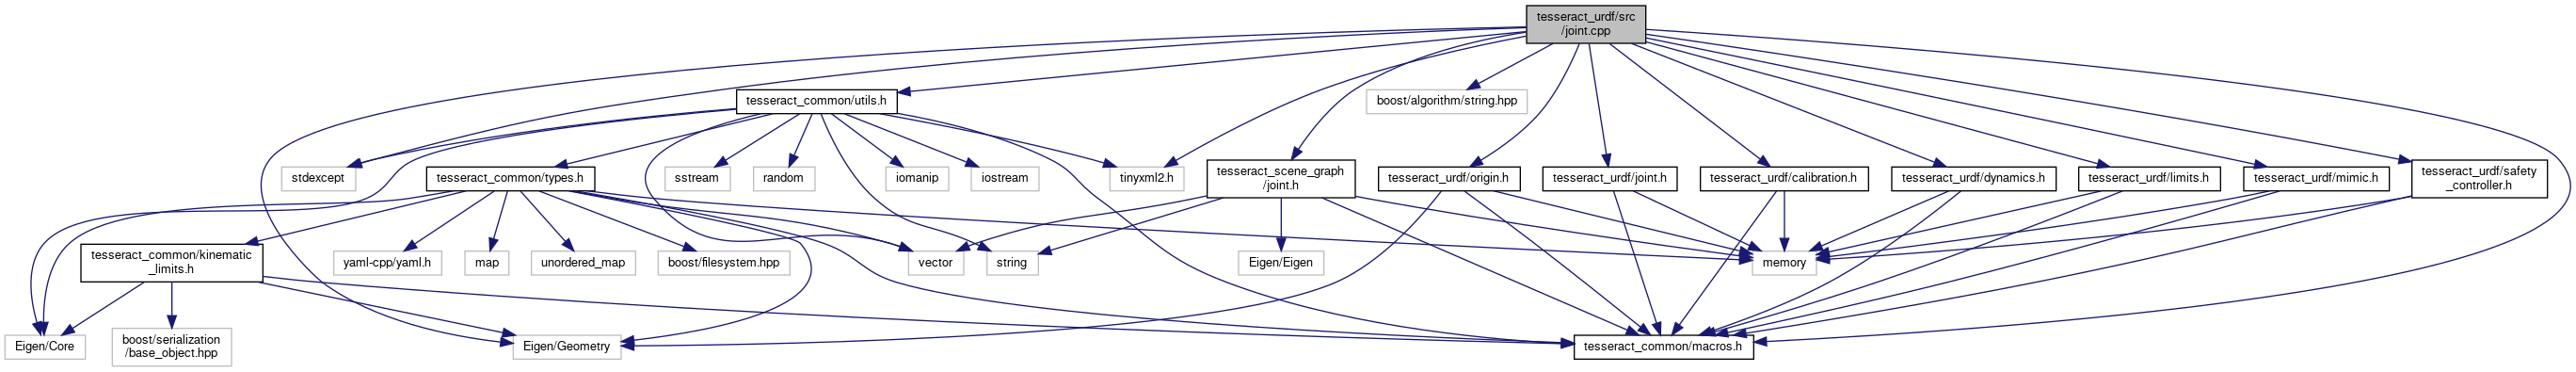 tesseract_urdf/src
/joint.cpp
tesseract_common/utils.h
boost/algorithm/string.hpp
stdexcept
tesseract_common/types.h
sstream
random
iomanip
iostream
tinyxml2.h
tesseract_scene_graph
/joint.h
tesseract_urdf/origin.h
tesseract_urdf/joint.h
tesseract_urdf/calibration.h
tesseract_urdf/dynamics.h
tesseract_urdf/limits.h
tesseract_urdf/mimic.h
tesseract_urdf/safety
_controller.h
tesseract_common/kinematic
_limits.h
yaml-cpp/yaml.h
map
unordered_map
boost/filesystem.hpp
vector
string
Eigen/Eigen
memory
Eigen/Core
boost/serialization
/base_object.hpp
Eigen/Geometry
tesseract_common/macros.h